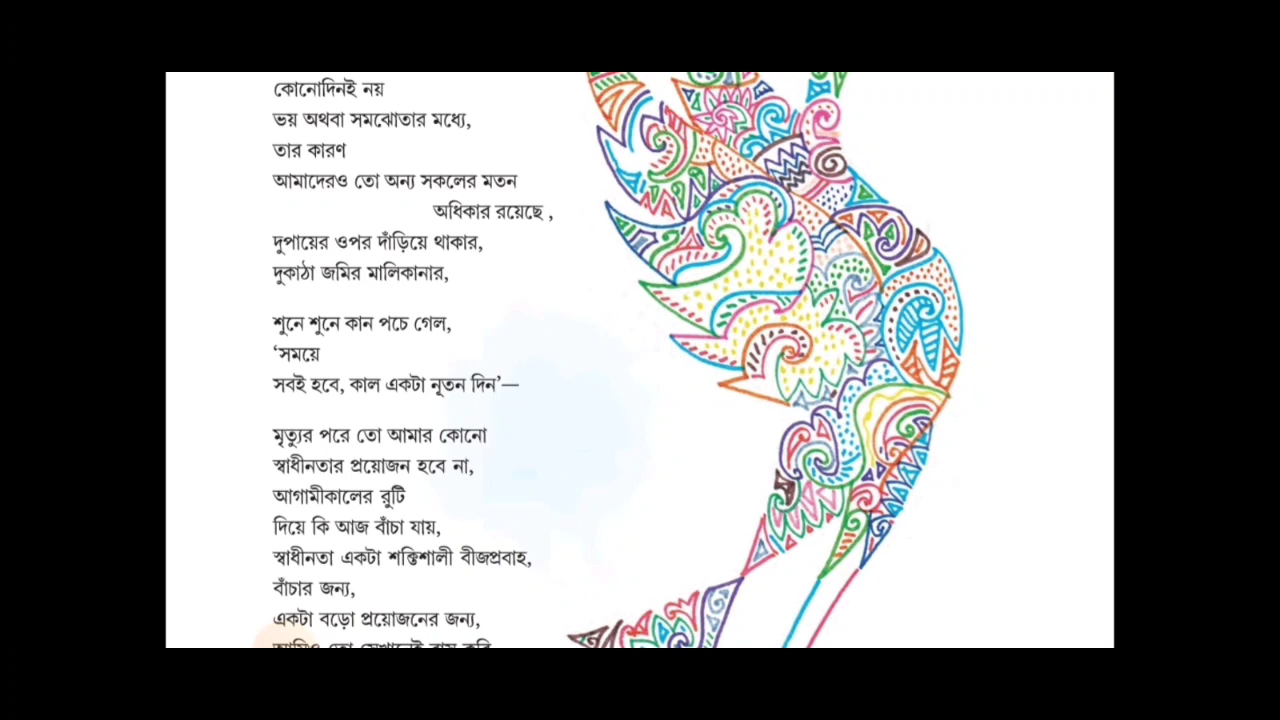 কোনোদিনই নয়
ভয় অথবা সমঝোতার মধ্যে,
তার কারণ
আমাদেরও তো অন্য সকলের মতন
অধিকার রয়েছে ,
দুপায়ের ওপর দাঁড়িয়ে থাকার,
দুকাঠা জমির মালিকানার,
শুনে শুনে কান পচে গেল,
‘সময়ে
সবই হবে, কাল একটা নূতন দিন’—
মৃত্যুর পরে তো আমার কোনো
স্বাধীনতার প্রয়োজন হবে না,
আগামীকালের রুটি
দিয়ে কি আজ বাঁচা যায়,
স্বাধীনতা একটা শক্তিশালী বীজপ্রবাহ,
বাঁচার জন্য,
একটা বড়ো প্রয়োজনের জন্য,